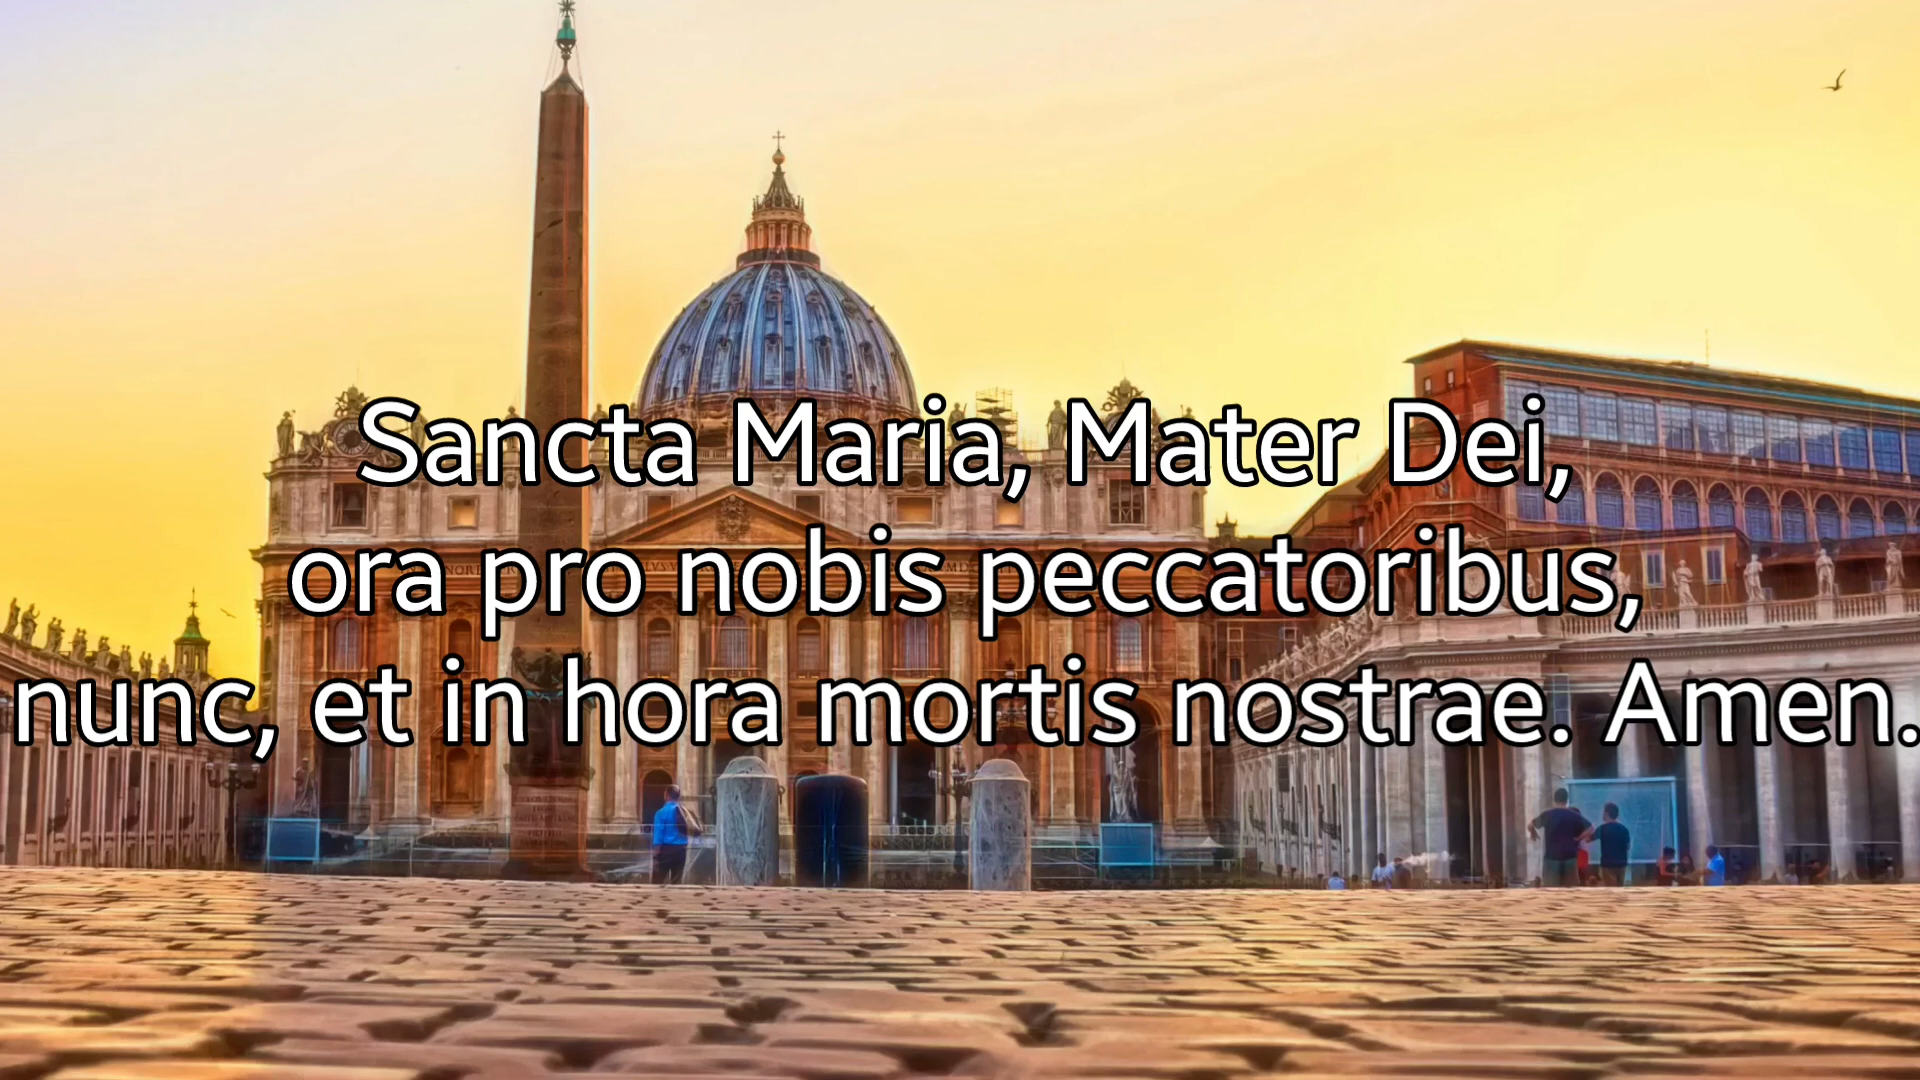 Sancta Maria, Mater Dei,
ora pro nobis peccatoribus,
nunc, et in hora mortis nostrae. Amen.